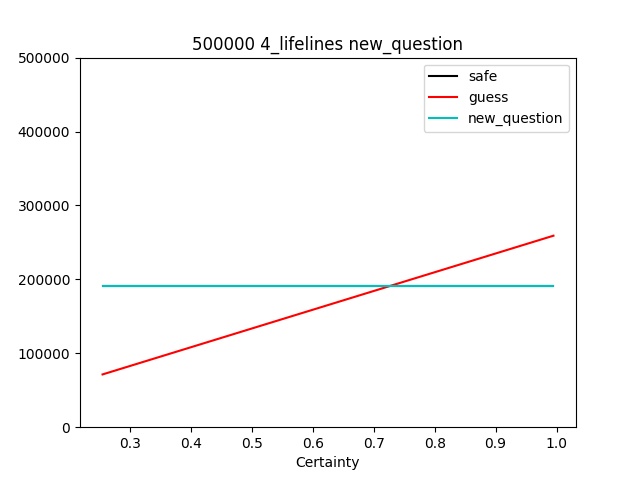 500000 4_lifelines new_question
500000
400000
300000
200000
100000
0
safe
guess
new_question
0.3 0.4 0.5 0.6 0.7 0.8 0.9 1.0
Certainty